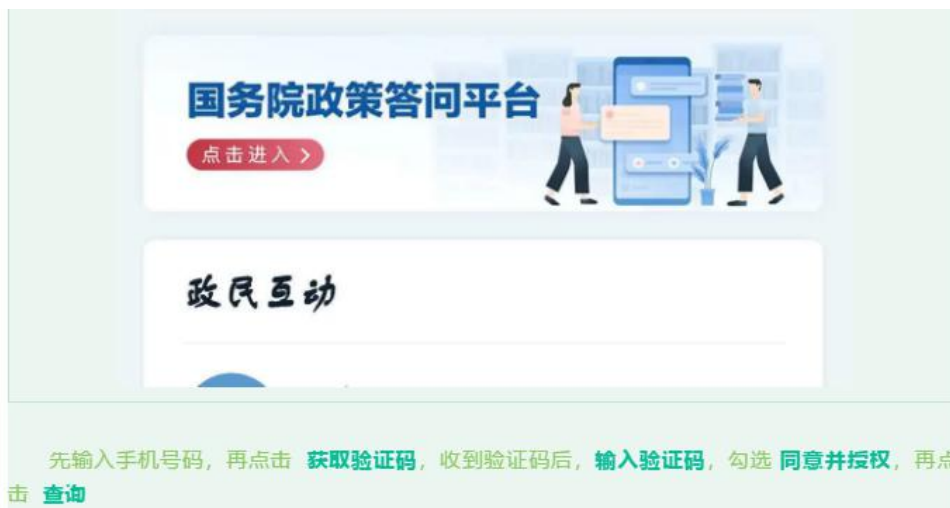 国务院政策答问平台
点击进入 >
政民互动
先输入手机号码，再点击 获取验证码，收到验证码后，输入验证码，勾选 同意并授权，再点
击 查询